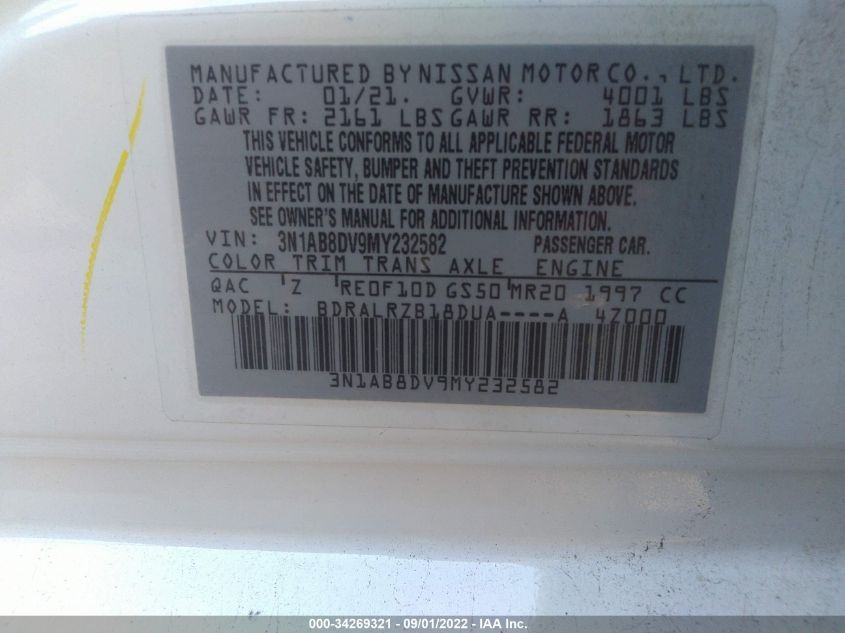 MANUFACTURED BY NISSAN MOTOR CO., LTD.
DATE: 01/21. GVWR: 4001 LBS
GAWR FR: 2161 LBS GAWR RR: 1863 LBS
THIS VEHICLE CONFORMS TO ALL APPLICABLE FEDERAL MOTOR
VEHICLE SAFETY, BUMPER AND THEFT PREVENTION STANDARDS
IN EFFECT ON THE DATE OF MANUFACTURE SHOWN ABOVE.
SEE OWNER'S MANUAL FOR ADDITIONAL INFORMATION.
VIN: 3N1AB8DV9MY232582 PASSENGER CAR.
COLOR TRIM TRANS AXLE ENGINE
QAC Z RE0F10D GS50 MR20 1997 CC
MODEL: BDRALRZB18DUA----A 4Z000
3N1AB8DV9MY232582
000-34269321 - 09/01/2022 - IAA Inc.